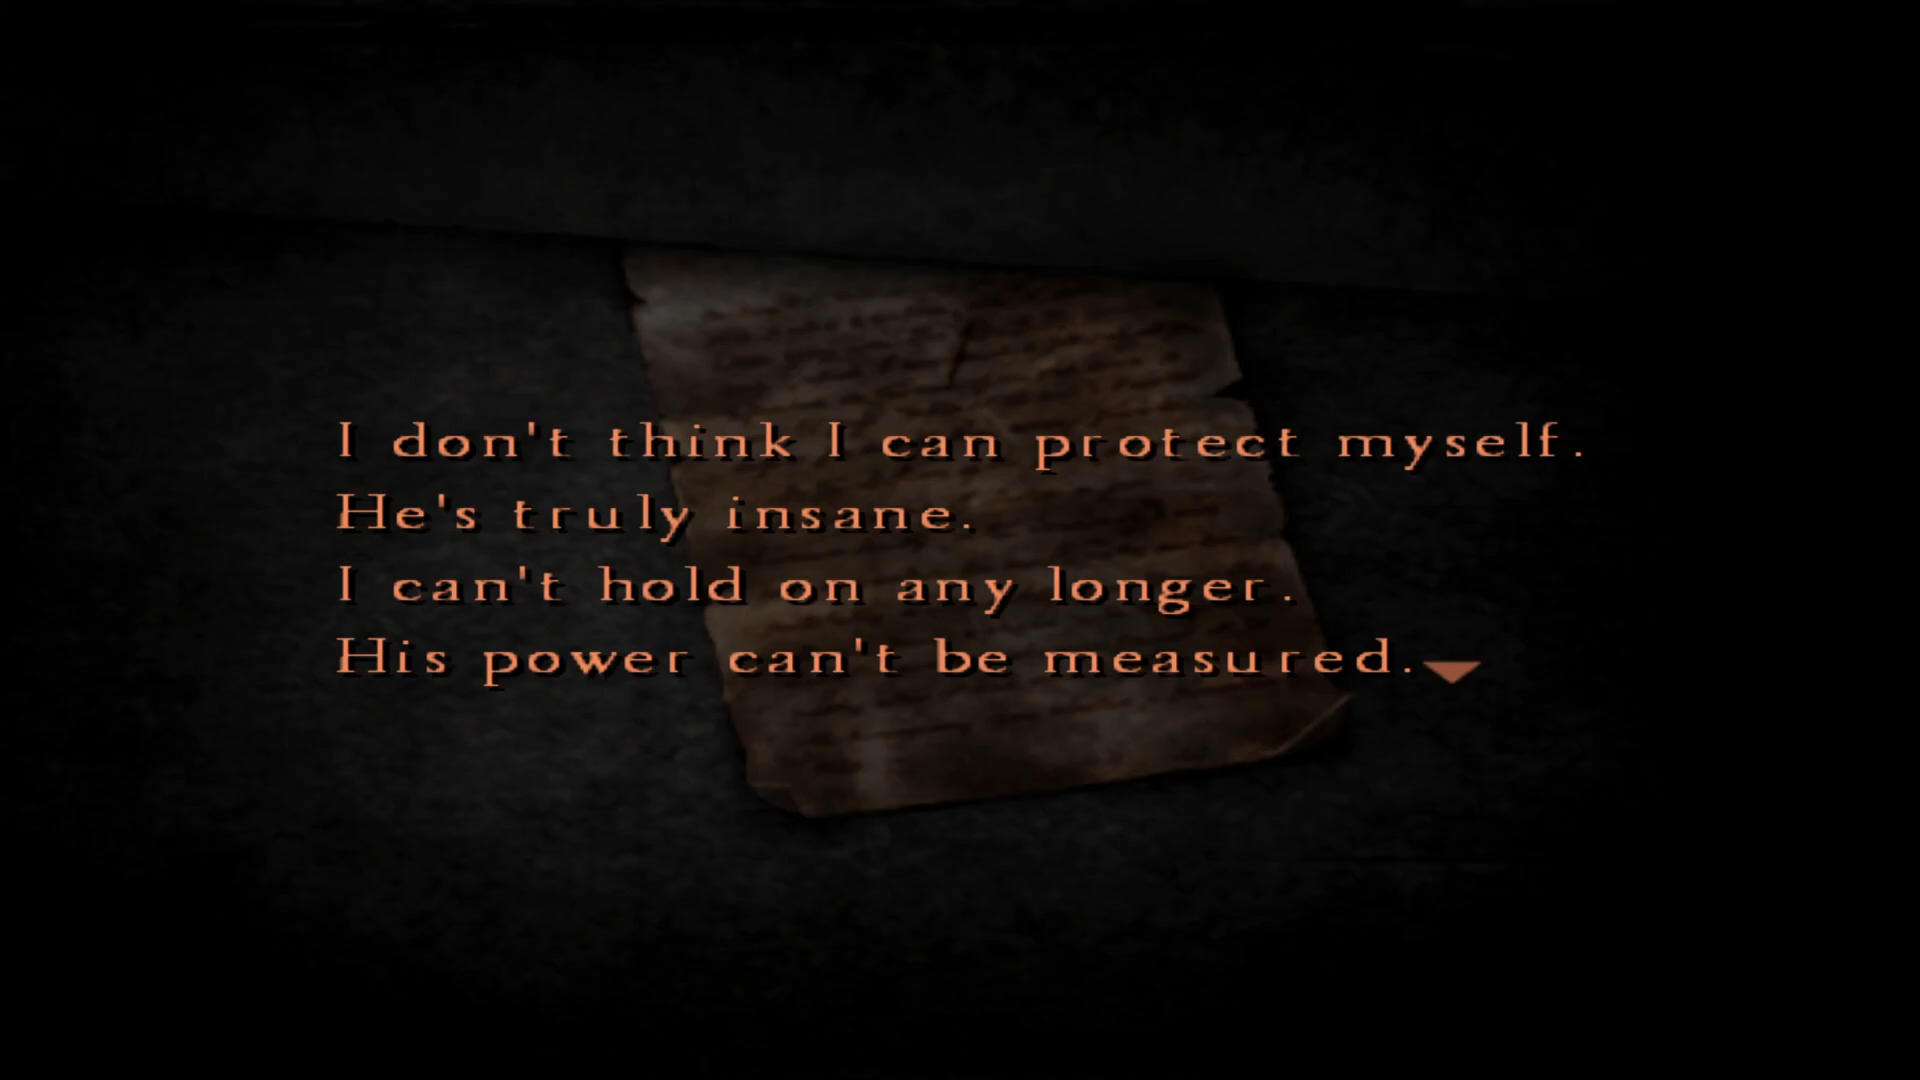 I don't think I can protect myself.
He's truly insane.
I can't hold on any longer.
His power can't be measured.